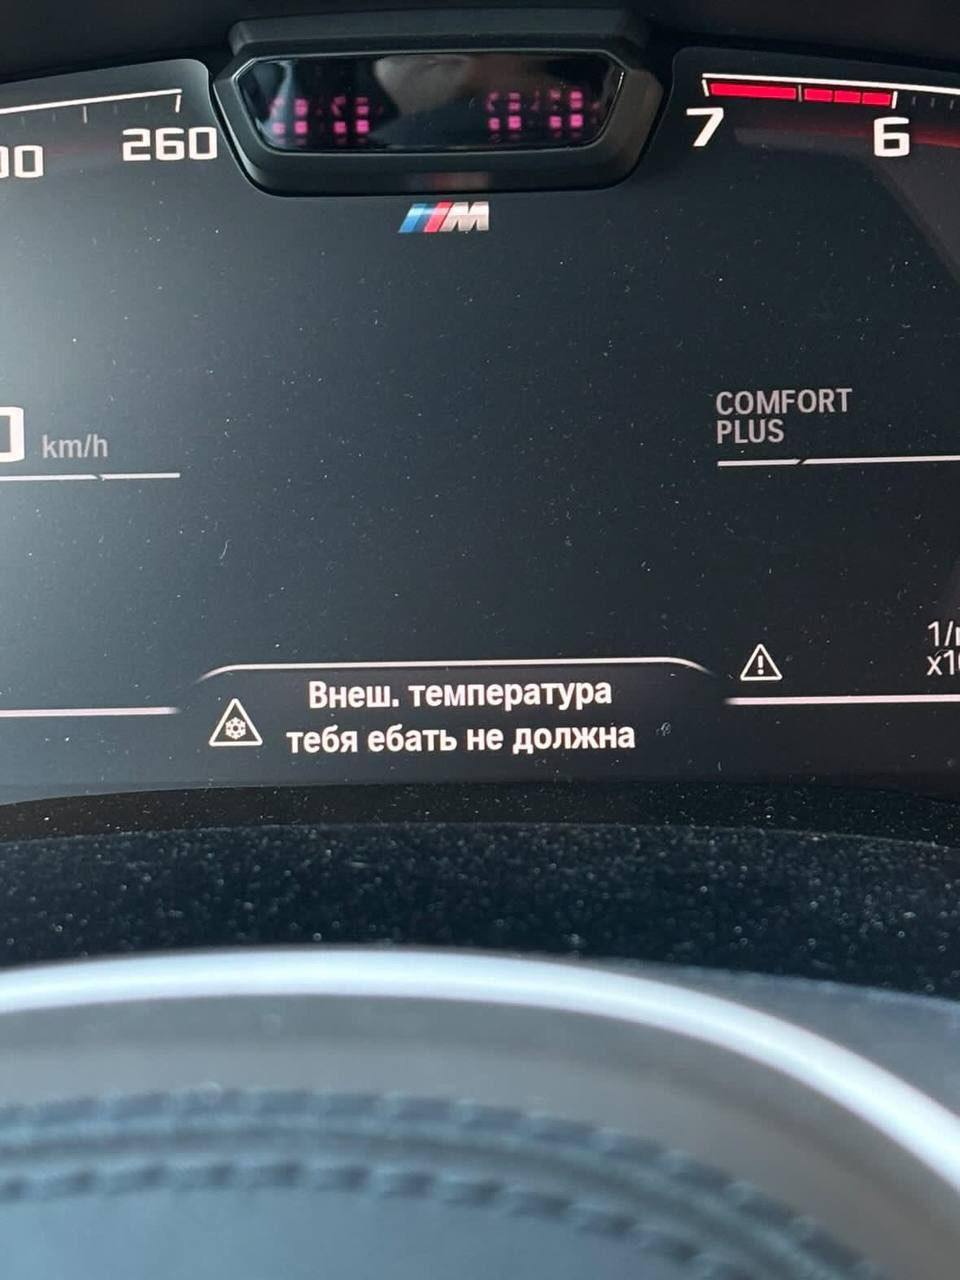 260
7
6
M
COMFORT
PLUS
km/h
Внеш. температура
тебя ебать не должна